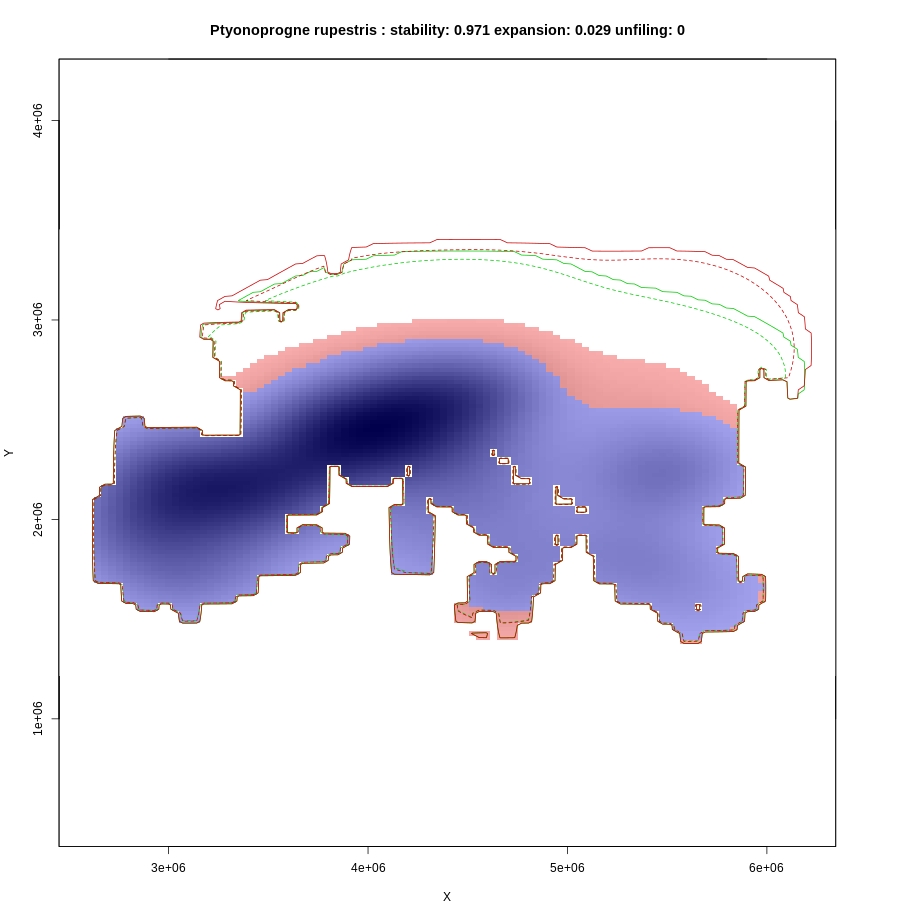 Ptyonoprogne rupestris : stability: 0.971 expansion: 0.029 unfiling: 0
4e+06
3e+06
2e+06
1e+06
Y
3e+06 4e+06 5e+06 6e+06
X